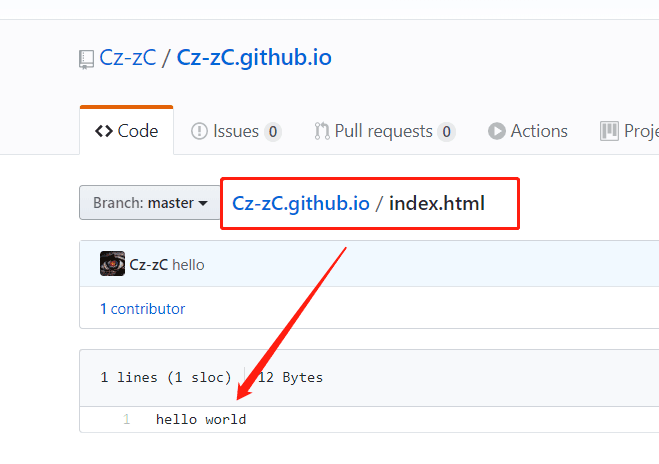 Cz-zC / Cz-zC.github.io
Code Issues 0 Pull requests 0 Actions Proje
Branch: master Cz-zC.github.io / index.html
Cz-zC hello
1 contributor
1 lines (1 sloc) 12 Bytes
1 hello world